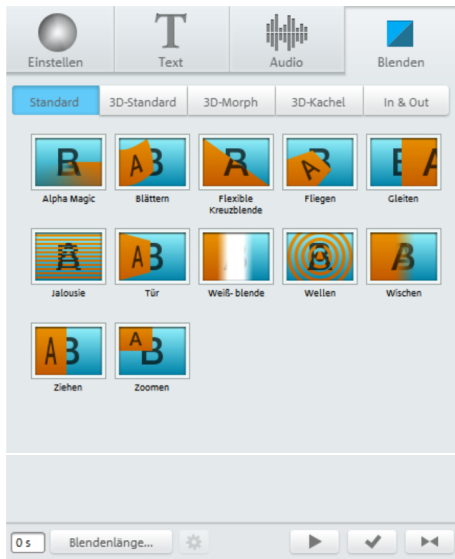 Einstellen Text Audio Blenden
Standard 3D-Standard 3D-Morph 3D-Kachel In & Out
Alpha Magic Blättern Flexible Kreuzblende Fliegen Gleiten
Jalousie Tür Weiß- blende Wellen Wischen
Ziehen Zoomen
0 s Blendenlänge...